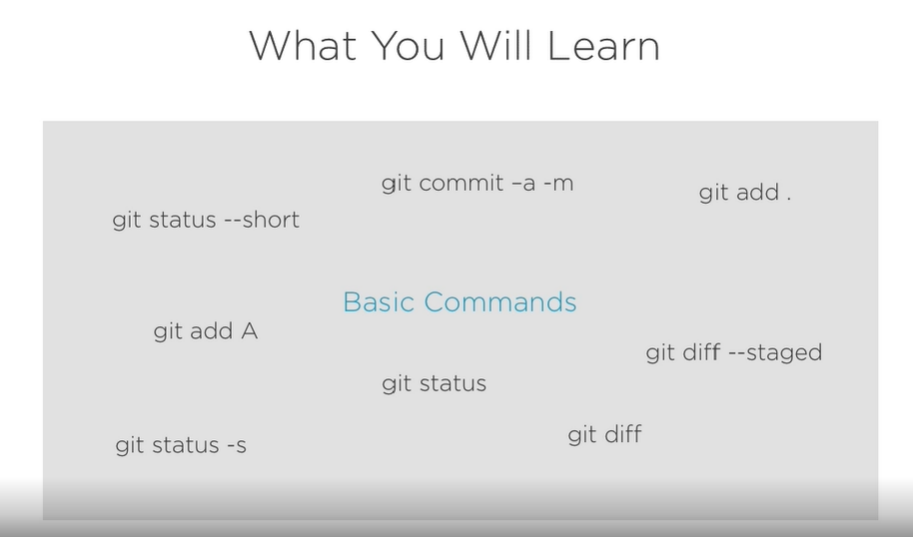 What You Will Learn
git commit –a -m
git add .
git status --short
Basic Commands
git add A
git diff --staged
git status
git diff
git status -s